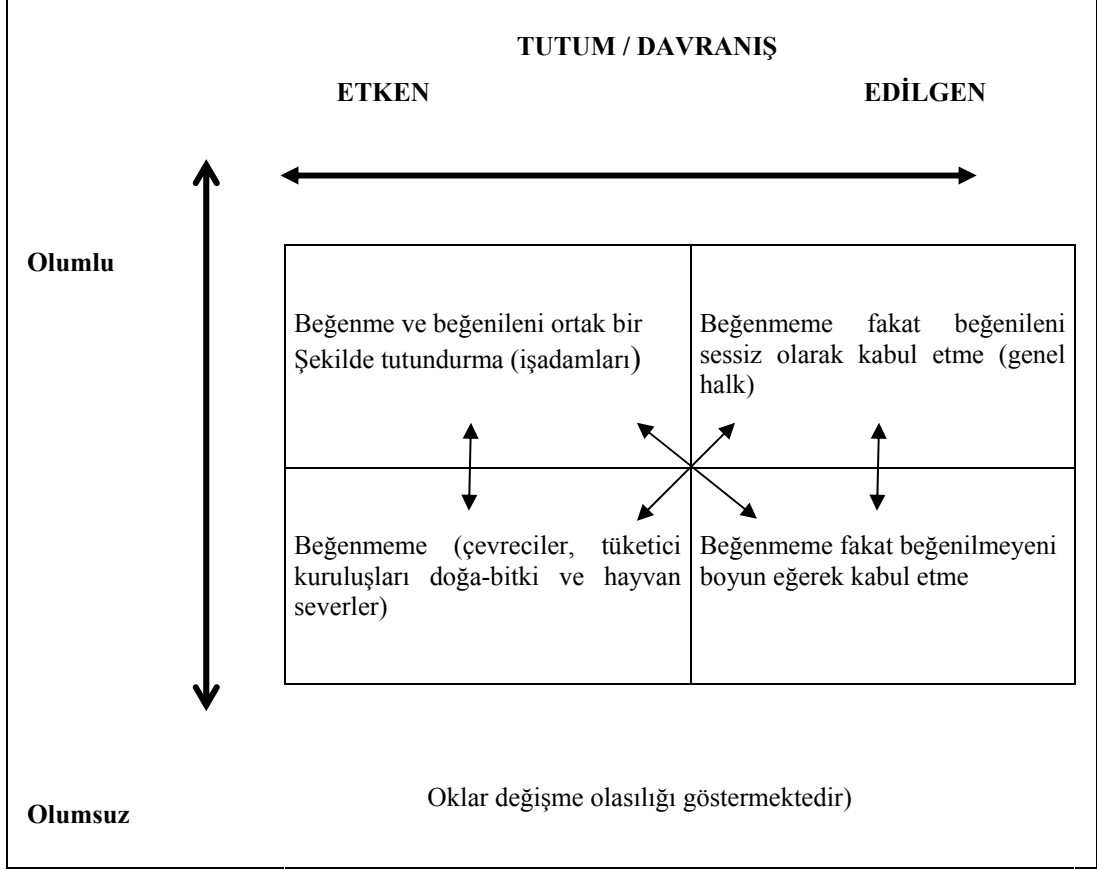 TUTUM / DAVRANIŞ
ETKEN EDİLGEN
Olumlu
Beğenme ve beğenileni ortak bir
Şekilde tutundurma (işadamları)
Beğenmeme fakat beğenileni
sessiz olarak kabul etme (genel
halk)
Beğenmeme (çevreciler, tüketici
kuruluşları doğa-bitki ve hayvan
severler)
Beğenmeme fakat beğenilmeyeni
boyun eğerek kabul etme
Oklar değişme olasılığı göstermektedir)
Olumsuz